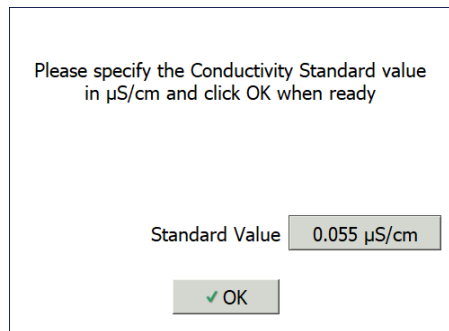 Please specify the Conductivity Standard value
in µS/cm and click OK when ready
Standard Value 0.055 µS/cm
OK